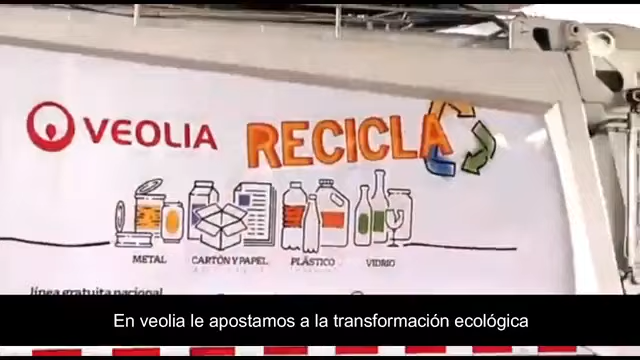 VEOLIA RECICLA
METAL CARTÓN Y PAPEL PLÁSTICO VIDRIO
línea gratuita nacional
En veolia le apostamos a la transformación ecológica